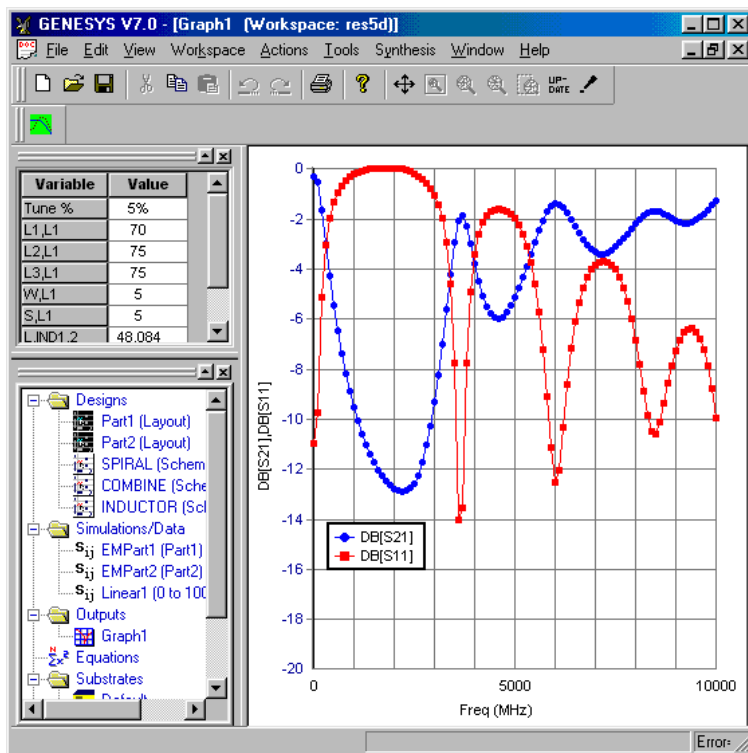 GENESYS V7.0 - [Graph1 (Workspace: res5d)]
DOC File Edit View Workspace Actions Tools Synthesis Window Help
UP-DATE
Variable Value
Tune % 5%
L1,L1 70
L2,L1 75
L3,L1 75
W,L1 5
S,L1 5
L.IND1.2 48.084
Designs
Part1 (Layout)
Part2 (Layout)
SPIRAL (Schem
COMBINE (Sche
INDUCTOR (Scl
Simulations/Data
Sij EMPart1 (Part1)
Sij EMPart2 (Part2)
Sij Linear1 (0 to 100
Outputs
Graph1
N Σx² Equations
Substrates
Default
DB[S21],DB[S11]
0
-2
-4
-6
-8
-10
-12
-14
-16
-18
-20
DB[S21]
DB[S11]
0 5000 10000
Freq (MHz)
Error: